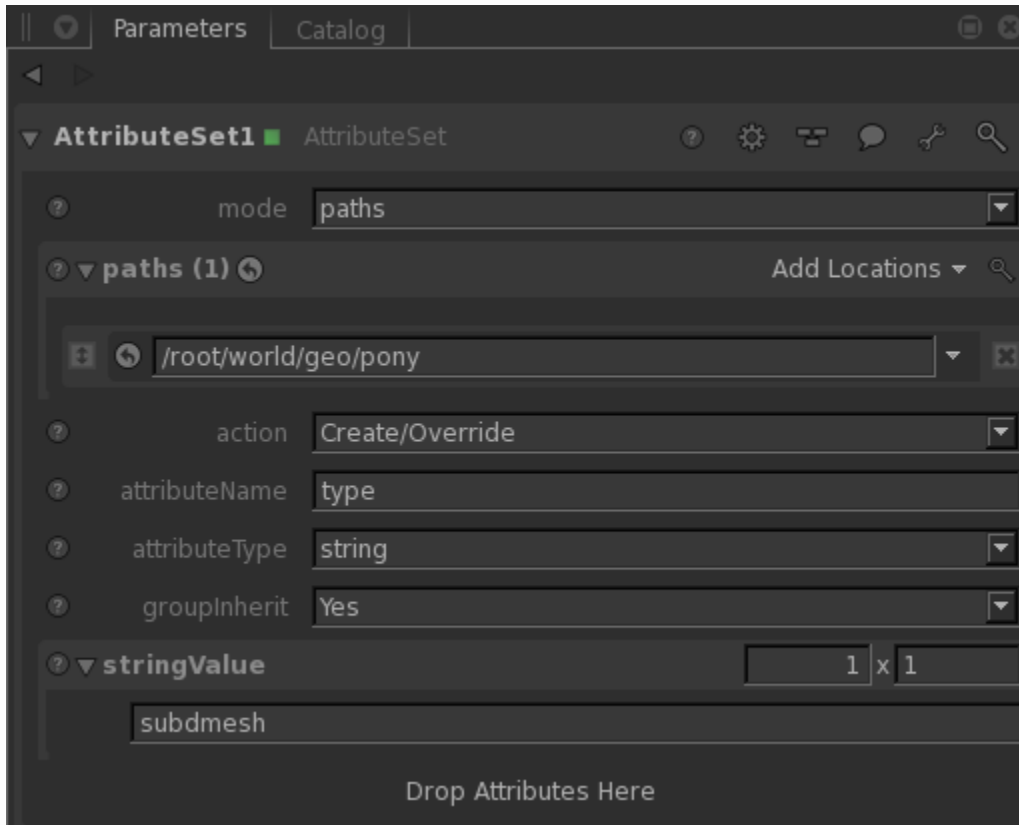 Parameters Catalog
AttributeSet1 AttributeSet
mode paths
paths (1) Add Locations
/root/world/geo/pony
action Create/Override
attributeName type
attributeType string
groupInherit Yes
stringValue 1 x 1
subdmesh
Drop Attributes Here